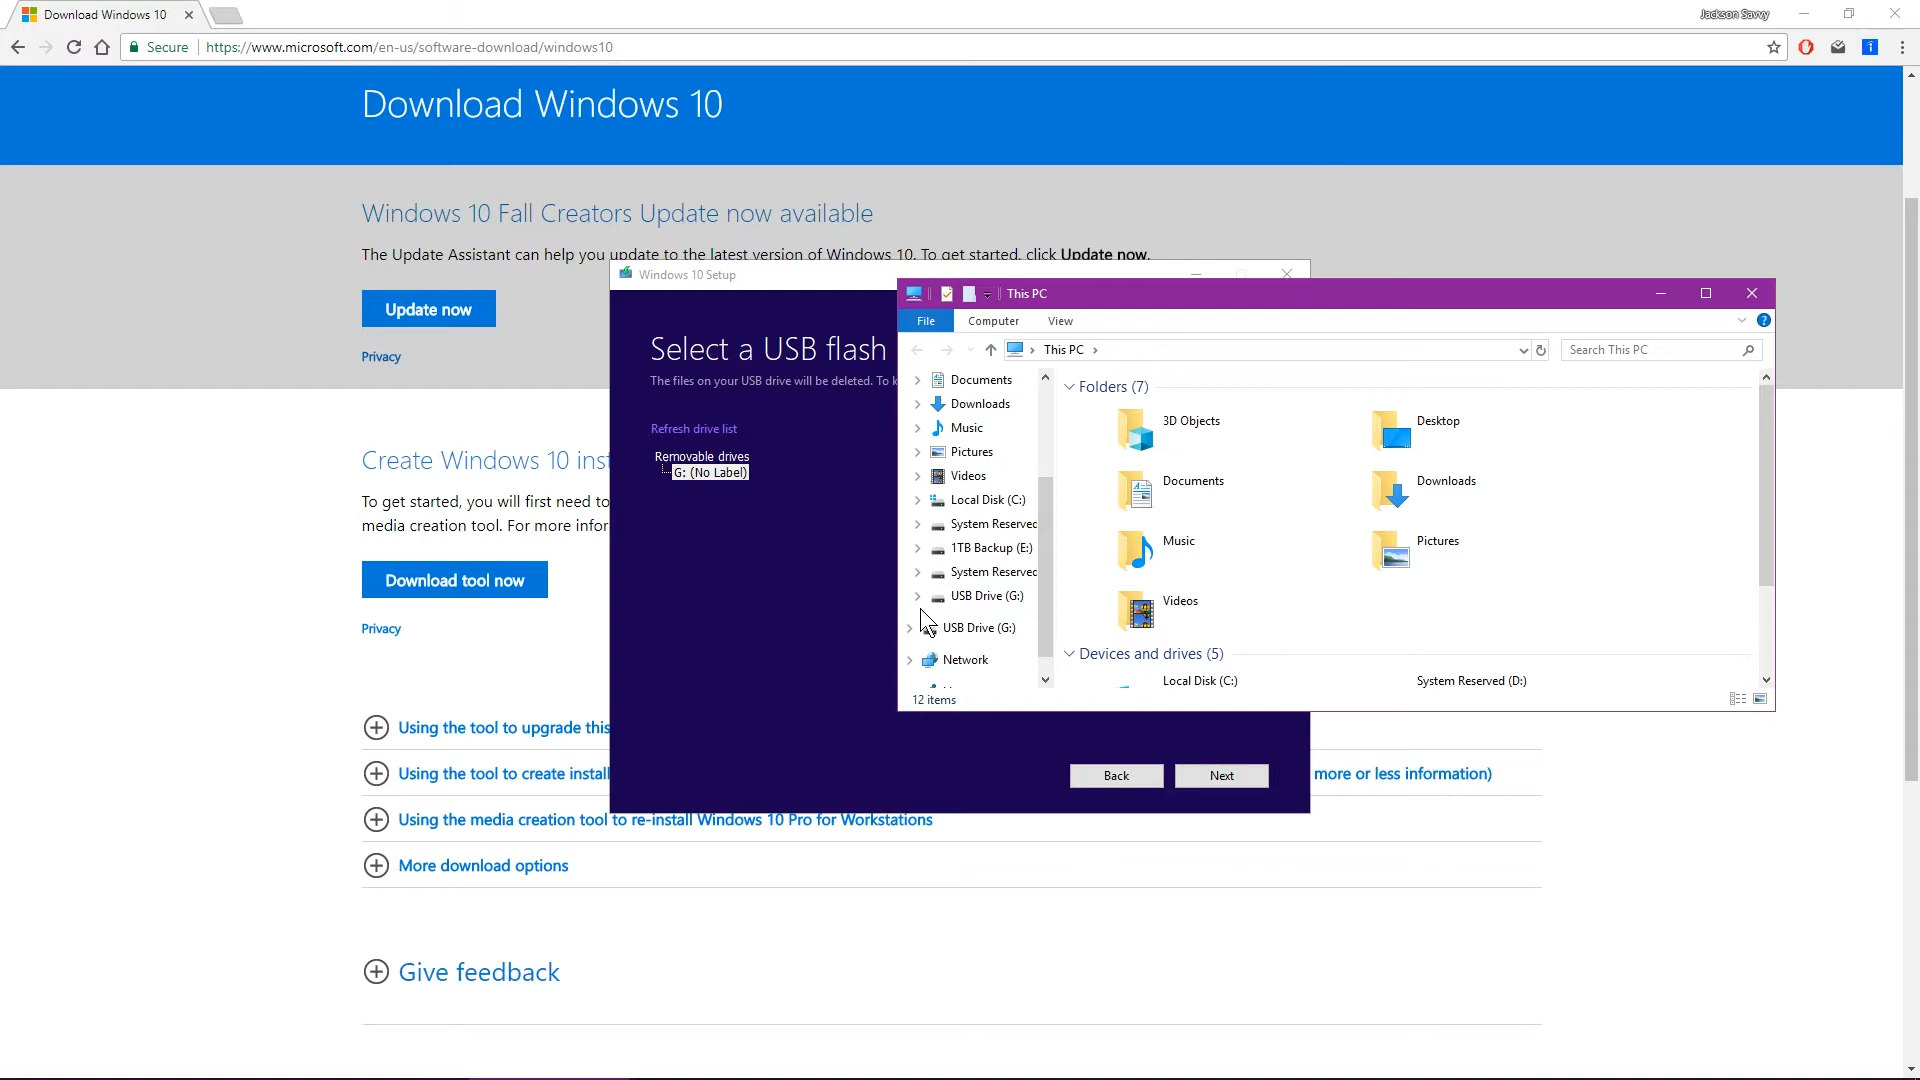 Download Windows 10
Jackson Savvy
Secure
https://www.microsoft.com/en-us/software-download/windows10
Download Windows 10
Windows 10 Fall Creators Update now available
The Update Assistant can help you update to the latest version of Windows 10. To get started, click Update now.
Update now
Privacy
Create Windows 10 inst
To get started, you will first need to
media creation tool. For more infor
Download tool now
Privacy
Using the tool to upgrade this
Using the tool to create install
more or less information)
Using the media creation tool to re-install Windows 10 Pro for Workstations
More download options
Give feedback
Windows 10 Setup
Select a USB flash
The files on your USB drive will be deleted. To k
Refresh drive list
Removable drives
G: (No Label)
Back
Next
This PC
File
Computer
View
This PC
Search This PC
Documents
Downloads
Music
Pictures
Videos
Local Disk (C:)
System Reserved
1TB Backup (E:)
System Reserved
USB Drive (G:)
USB Drive (G:)
Network
Folders (7)
3D Objects
Desktop
Documents
Downloads
Music
Pictures
Videos
Devices and drives (5)
Local Disk (C:)
System Reserved (D:)
12 items